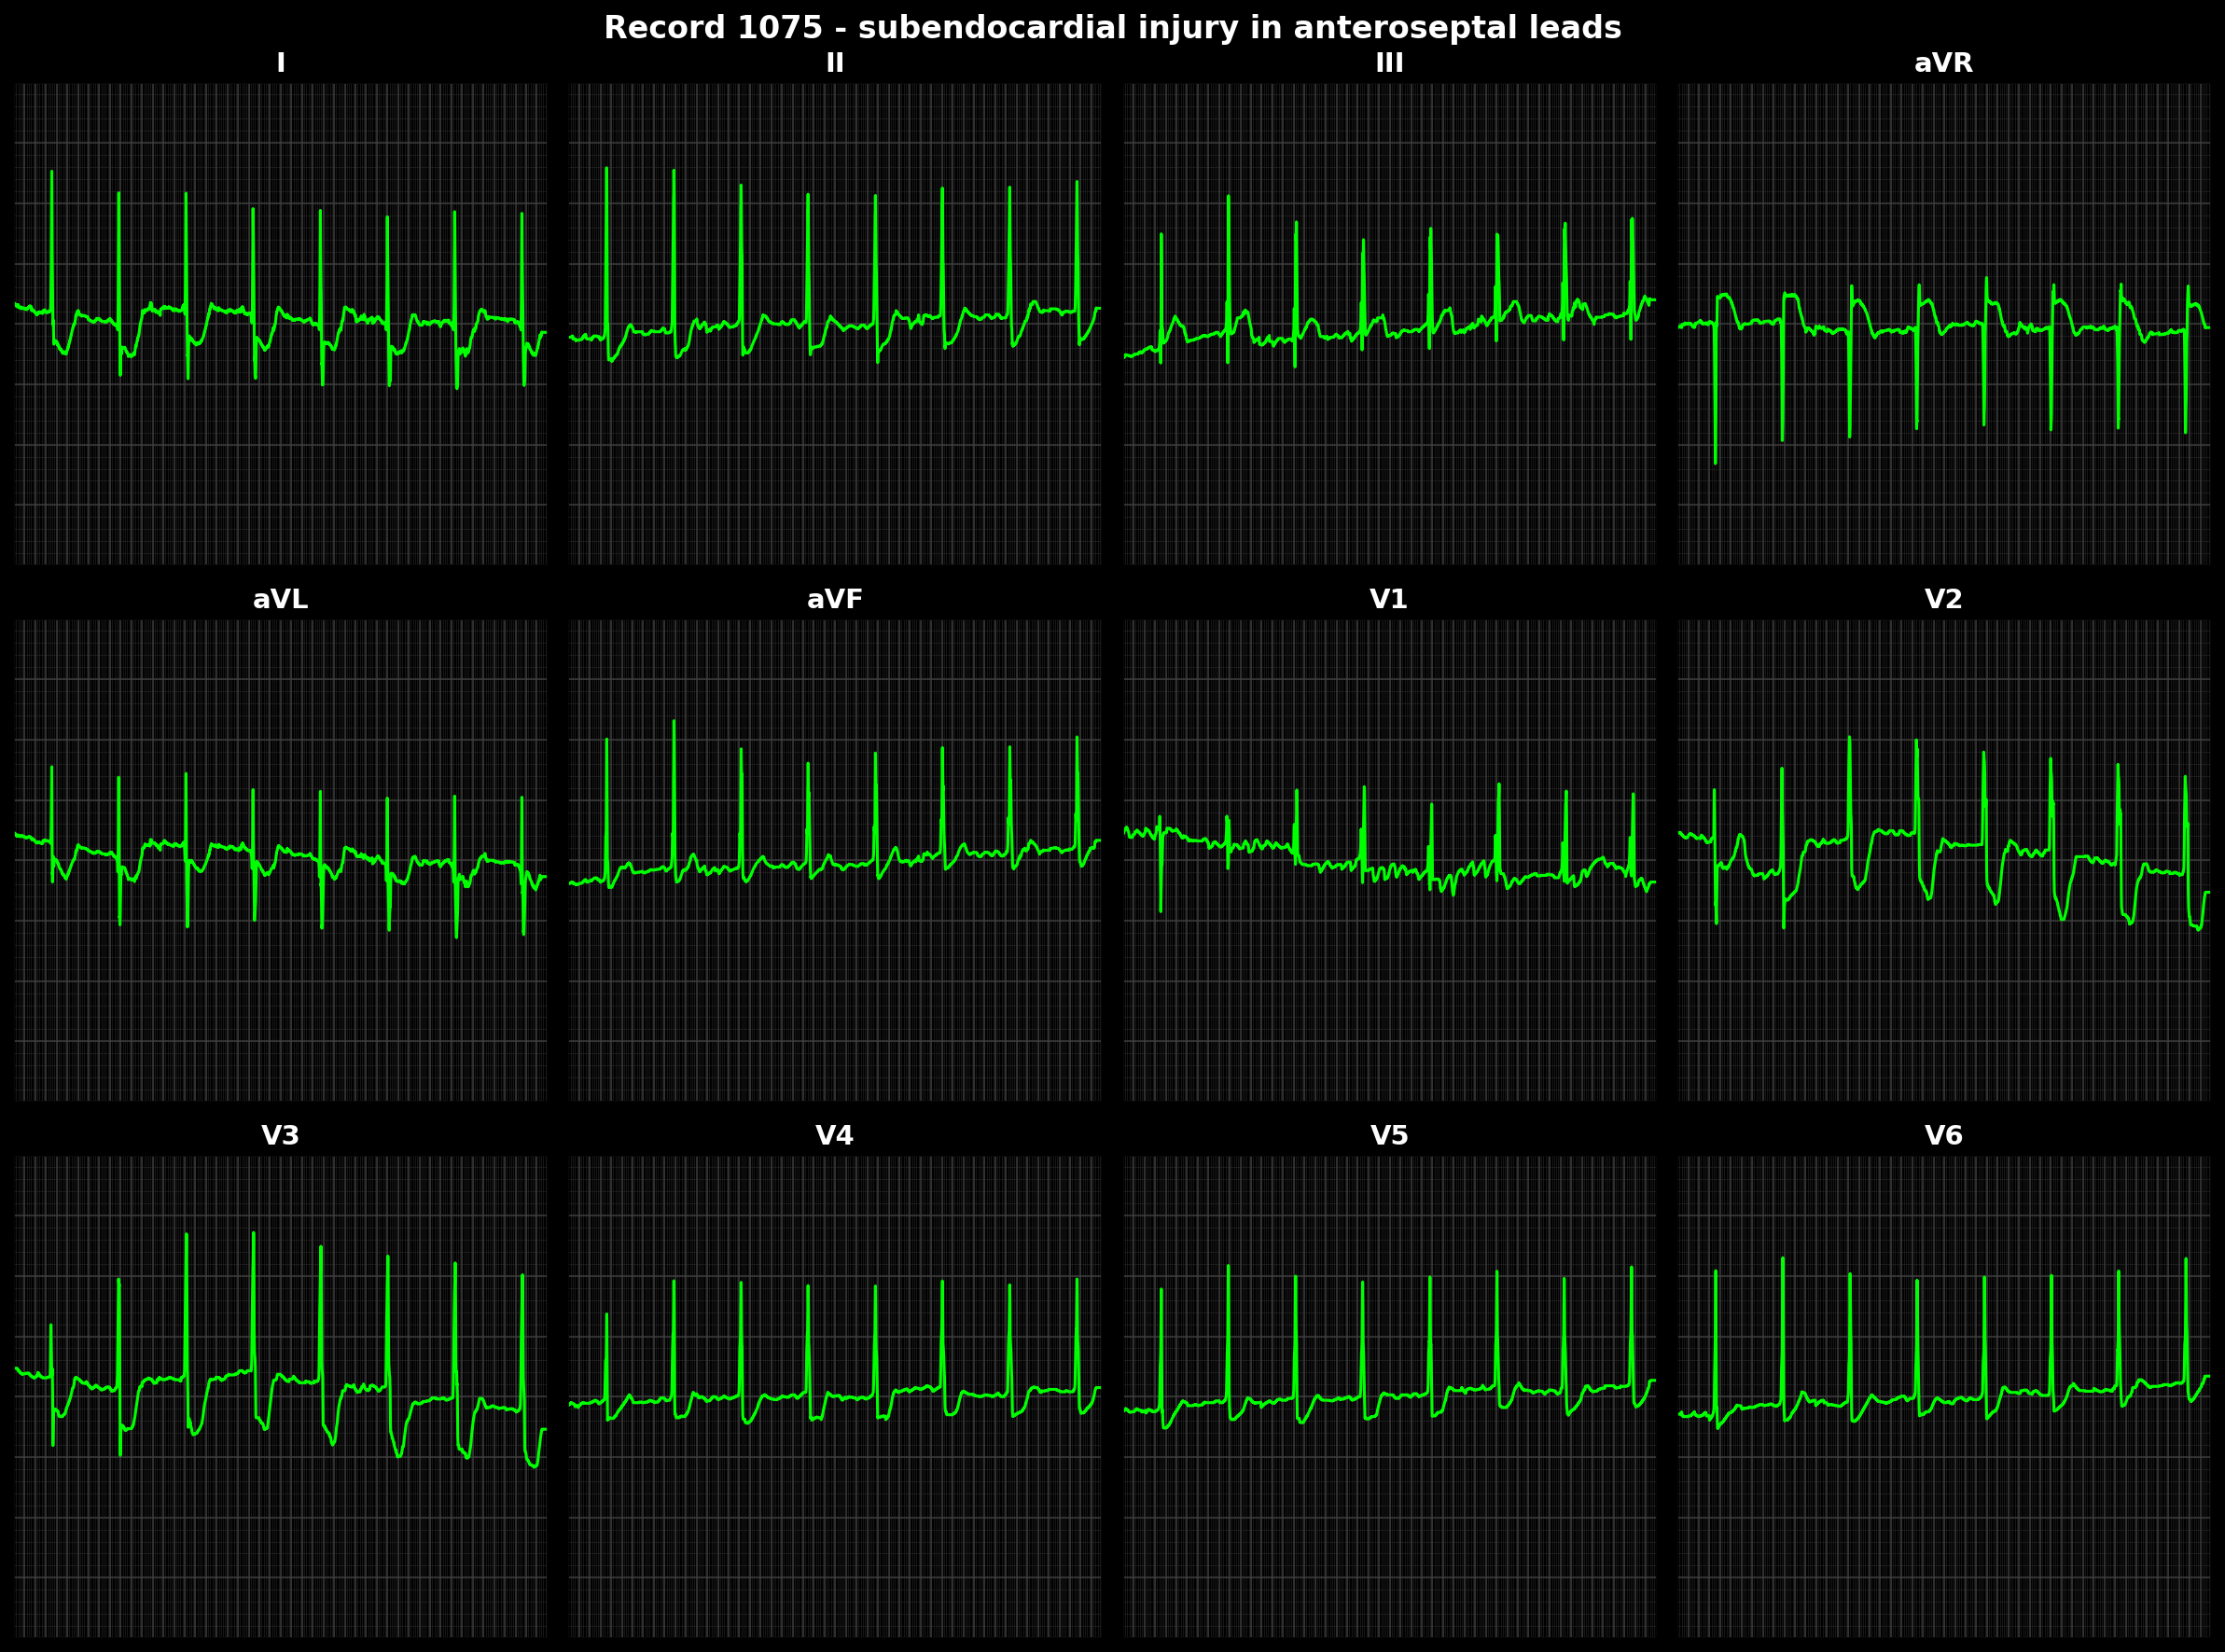 Record 1075 - subendocardial injury in anteroseptal leads
I
II
III
aVR
aVL
aVF
V1
V2
V3
V4
V5
V6